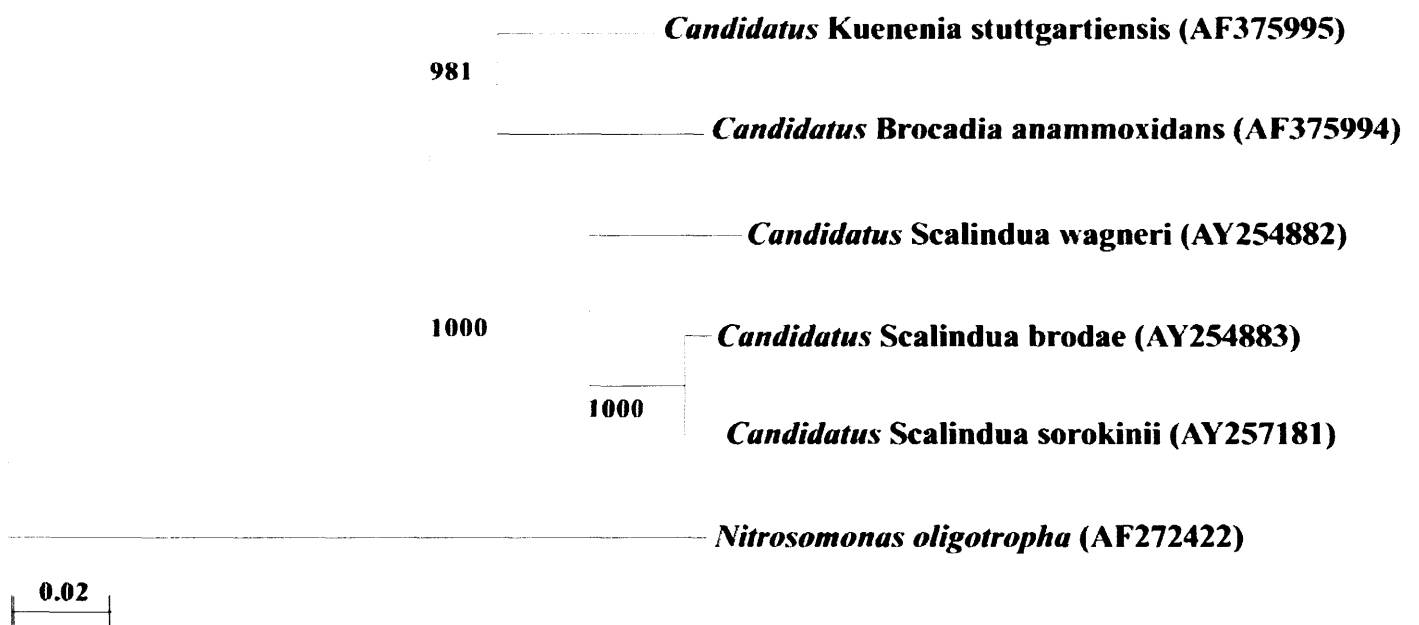 Candidatus Kuenenia stuttgartiensis (AF375995)
981
Candidatus Brocadia anammoxidans (AF375994)
Candidatus Scalindua wagneri (AY254882)
1000
Candidatus Scalindua brodae (AY254883)
1000
Candidatus Scalindua sorokinii (AY257181)
Nitrosomonas oligotropha (AF272422)
0.02